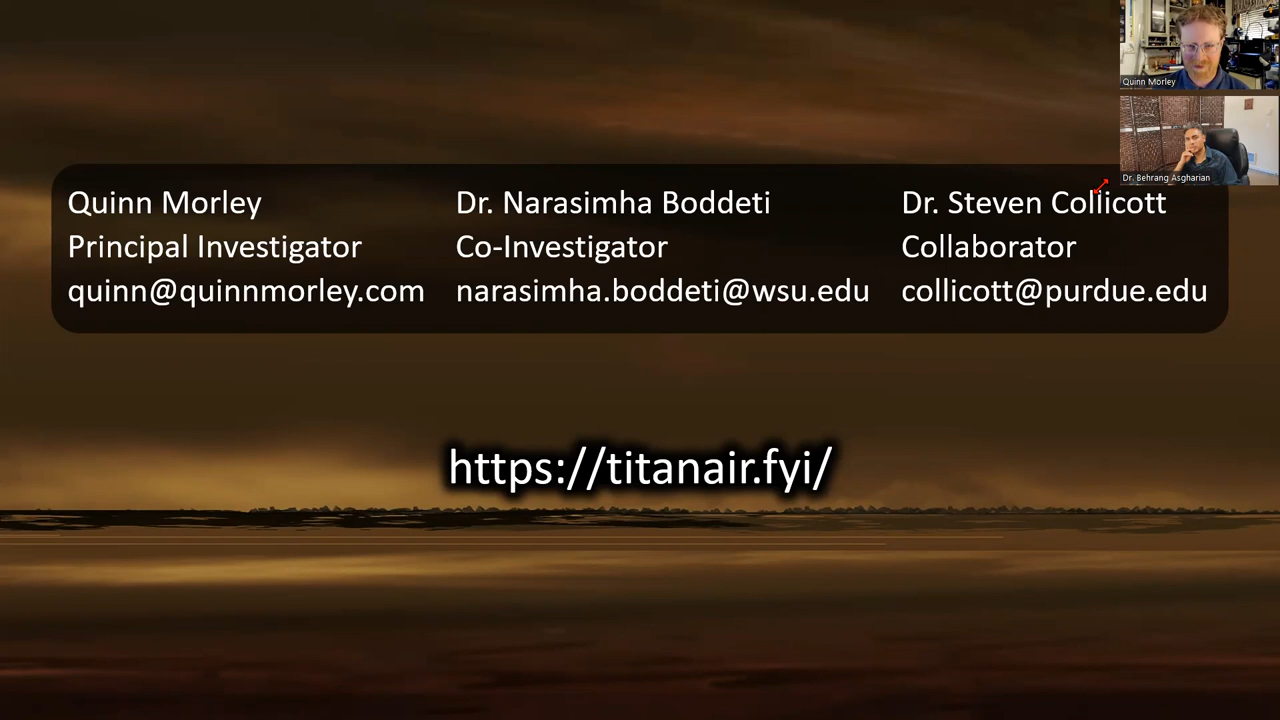 Quinn Morley
Dr. Behrang Asgharian
Quinn Morley
Principal Investigator
quinn@quinnmorley.com
Dr. Narasimha Boddeti
Co-Investigator
narasimha.boddeti@wsu.edu
Dr. Steven Collicott
Collaborator
collicott@purdue.edu
https://titanair.fyi/